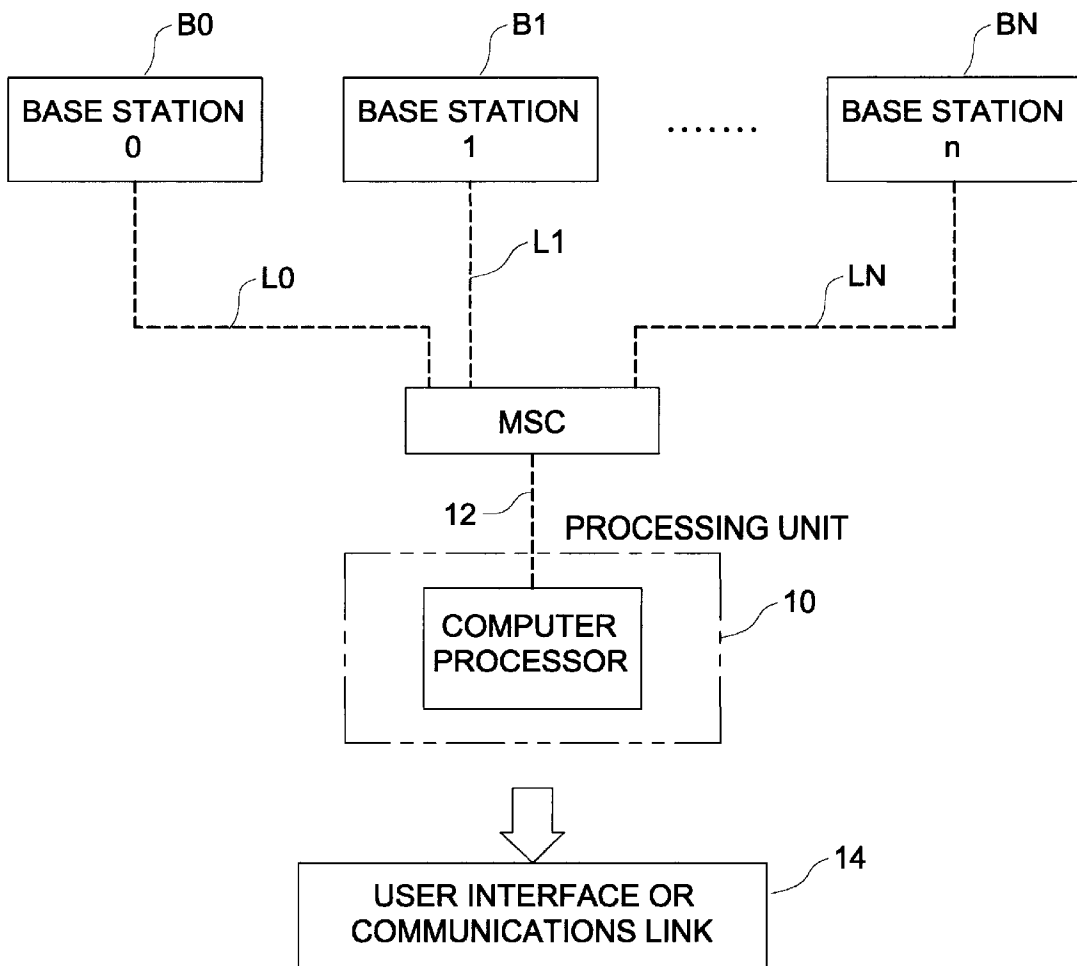 B0
B1
BN
BASE STATION
0
BASE STATION
1
.......
BASE STATION
n
L1
L0
LN
MSC
12
PROCESSING UNIT
10
COMPUTER
PROCESSOR
14
USER INTERFACE OR
COMMUNICATIONS LINK